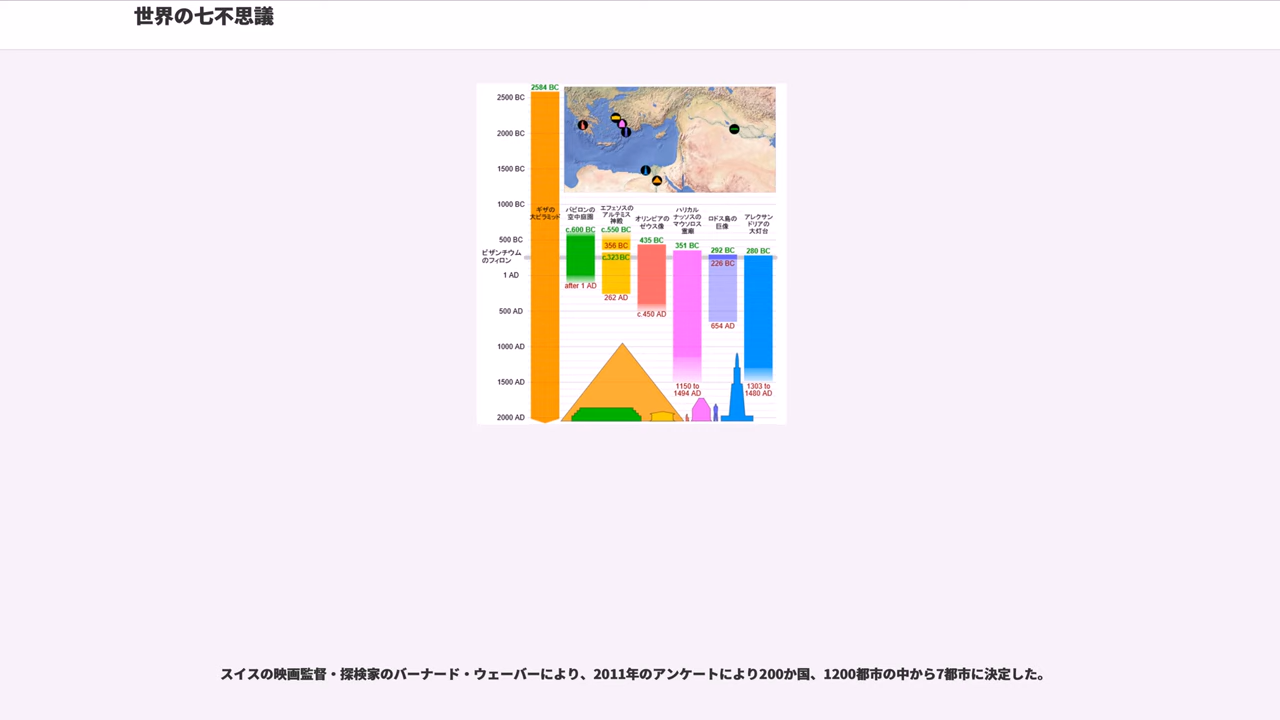 世界の七不思議
2584 BC
2500 BC
2000 BC
1500 BC
1000 BC
500 BC
ビザンチウム
のフィロン
1 AD
500 AD
1000 AD
1500 AD
2000 AD
ギザの
大ピラミッド
バビロンの
空中庭園
c.600 BC
after 1 AD
エフェソスの
アルテミス
神殿
c.550 BC
356 BC
c.323 BC
262 AD
オリンピアの
ゼウス像
435 BC
c.450 AD
ハリカル
ナッソスの
マウソロス
霊廟
351 BC
1150 to
1494 AD
ロドス島の
巨像
292 BC
226 BC
654 AD
アレクサン
ドリアの
大灯台
280 BC
1303 to
1480 AD
スイスの映画監督・探検家のバーナード・ウェーバーにより、2011年のアンケートにより200か国、1200都市の中から7都市に決定した。